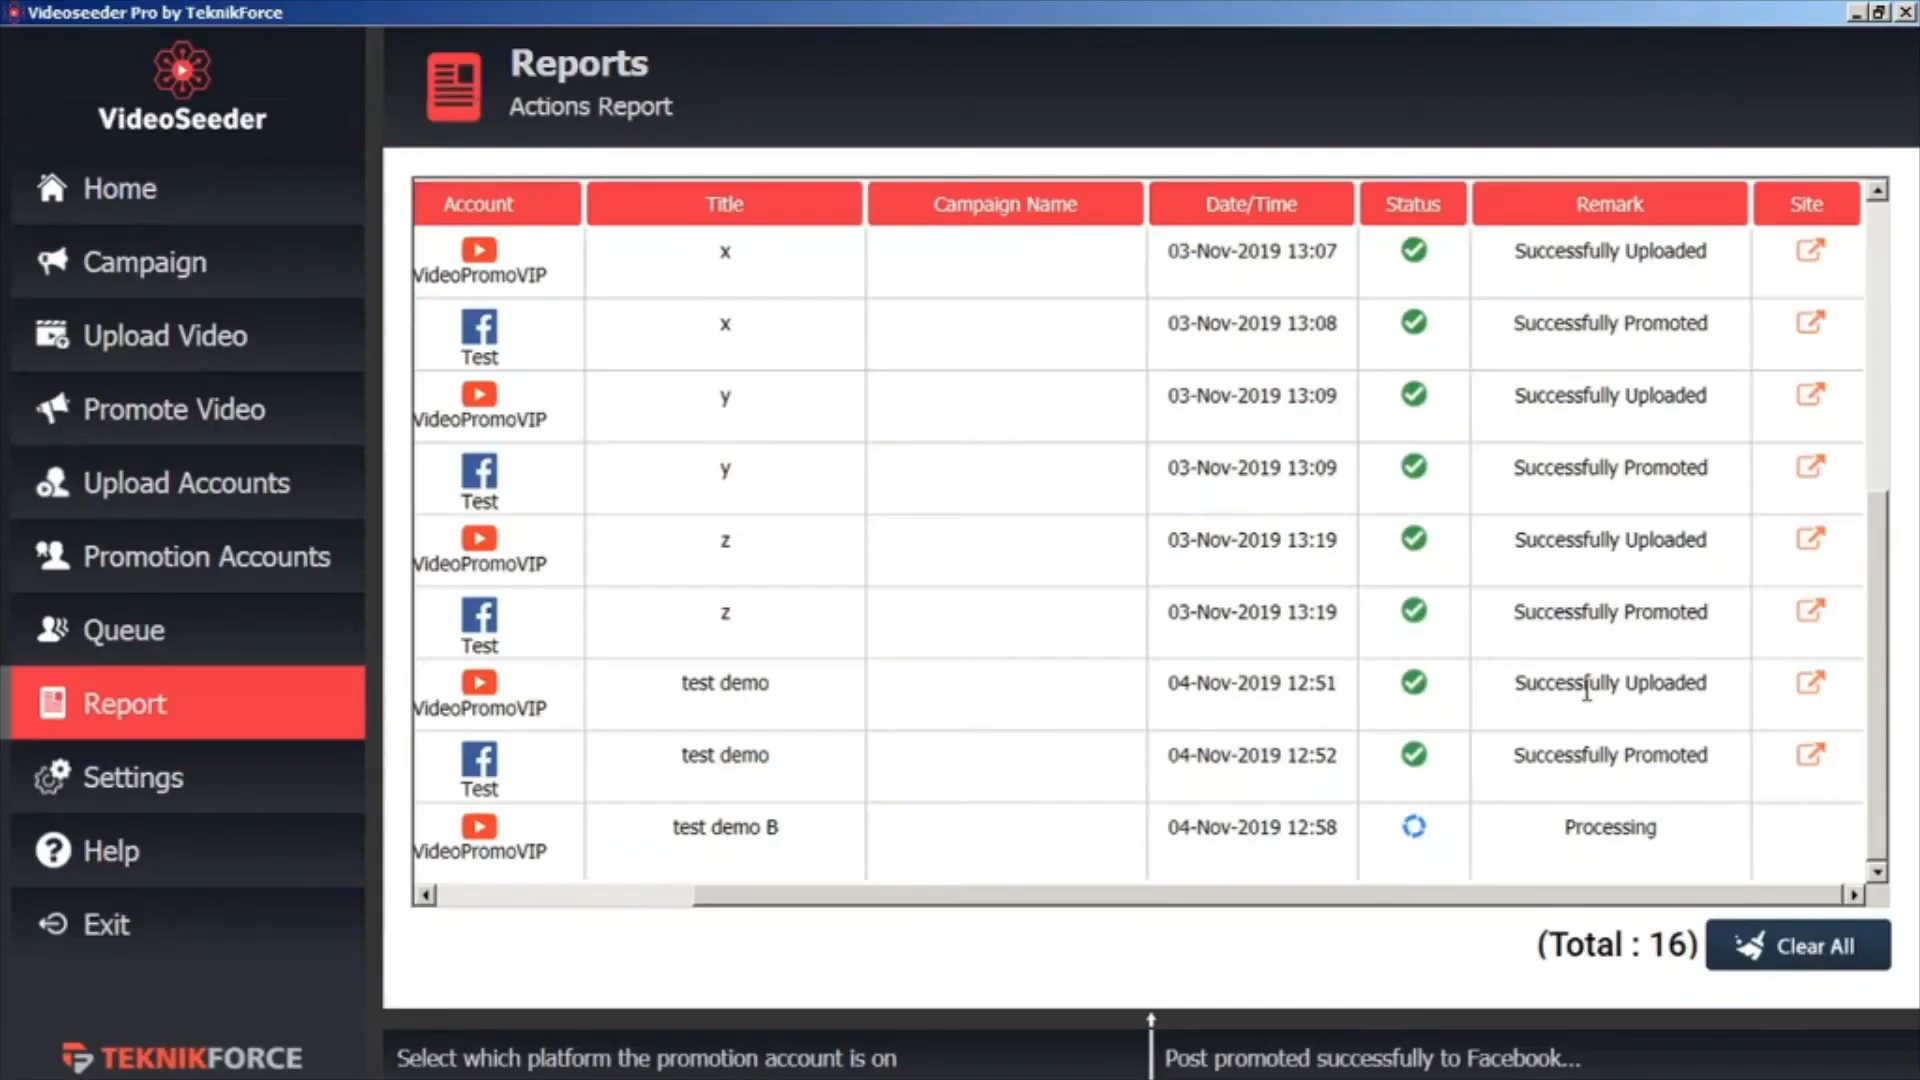 Videoseeder Pro by TeknikForce
VideoSeeder
Home
Campaign
Upload Video
Promote Video
Upload Accounts
Promotion Accounts
Queue
Report
Settings
Help
Exit
TEKNIKFORCE
Reports
Actions Report
Account Title Campaign Name Date/Time Status Remark Site
VideoPromoVIP x 03-Nov-2019 13:07 Successfully Uploaded
Test x 03-Nov-2019 13:08 Successfully Promoted
VideoPromoVIP y 03-Nov-2019 13:09 Successfully Uploaded
Test y 03-Nov-2019 13:09 Successfully Promoted
VideoPromoVIP z 03-Nov-2019 13:19 Successfully Uploaded
Test z 03-Nov-2019 13:19 Successfully Promoted
VideoPromoVIP test demo 04-Nov-2019 12:51 Successfully Uploaded
Test test demo 04-Nov-2019 12:52 Successfully Promoted
VideoPromoVIP test demo B 04-Nov-2019 12:58 Processing
(Total : 16) Clear All
Select which platform the promotion account is on
Post promoted successfully to Facebook...